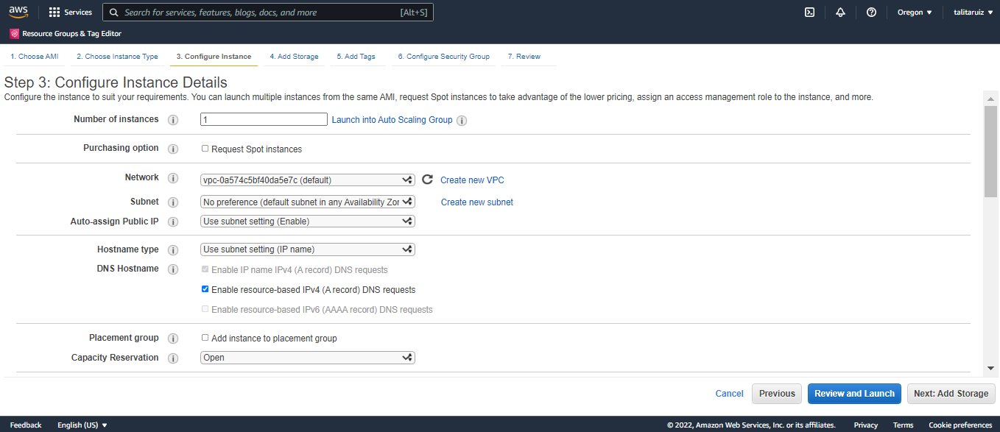 aws Services Search for services, features, blogs, docs, and more [Alt+S] Oregon talitaruiz
Resource Groups & Tag Editor
1. Choose AMI 2. Choose Instance Type 3. Configure Instance 4. Add Storage 5. Add Tags 6. Configure Security Group 7. Review
Step 3: Configure Instance Details
Configure the instance to suit your requirements. You can launch multiple instances from the same AMI, request Spot instances to take advantage of the lower pricing, assign an access management role to the instance, and more.
Number of instances i 1 Launch into Auto Scaling Group i
Purchasing option i Request Spot instances
Network i vpc-0a574c5bf40da5e7c (default) Create new VPC
Subnet i No preference (default subnet in any Availability Zor Create new subnet
Auto-assign Public IP i Use subnet setting (Enable)
Hostname type i Use subnet setting (IP name)
DNS Hostname i Enable IP name IPv4 (A record) DNS requests
Enable resource-based IPv4 (A record) DNS requests
Enable resource-based IPv6 (AAAA record) DNS requests
Placement group i Add instance to placement group
Capacity Reservation i Open
Cancel Previous Review and Launch Next: Add Storage
Feedback English (US) © 2022, Amazon Web Services, Inc. or its affiliates. Privacy Terms Cookie preferences